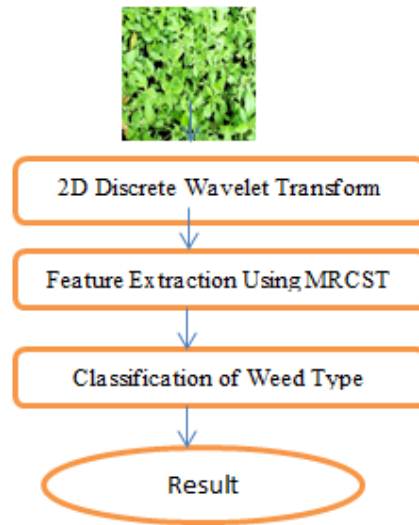 2D Discrete Wavelet Transform
Feature Extraction Using MRCST
Classification of Weed Type
Result